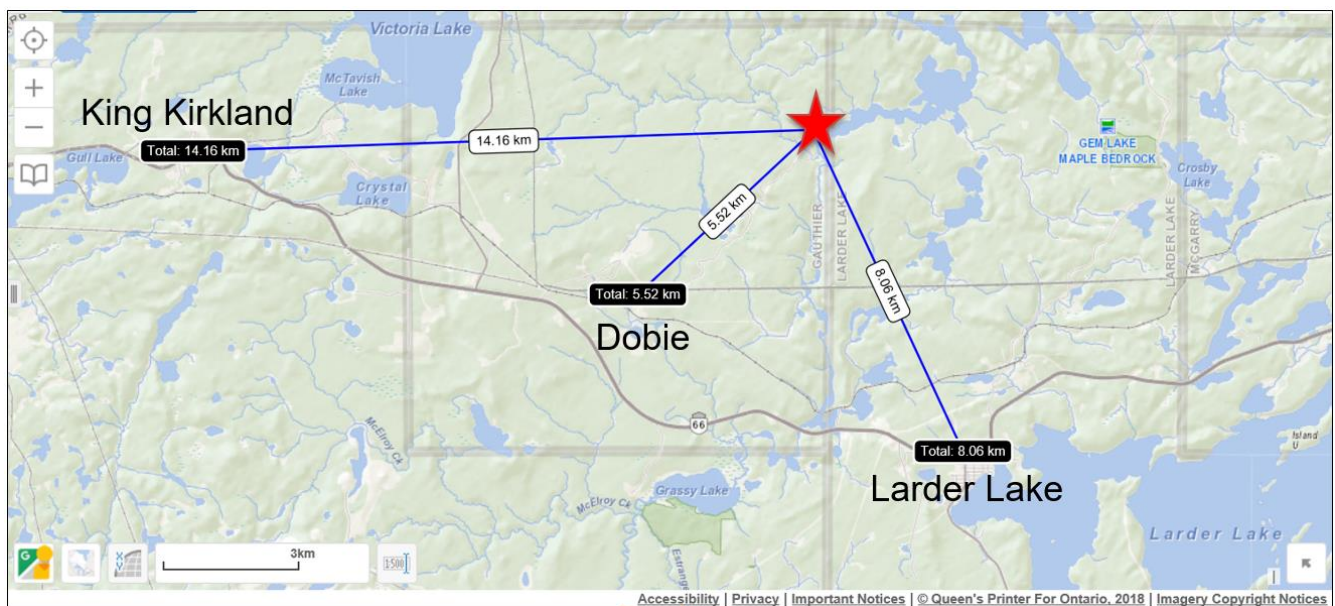 Victoria Lake
McTavish
Lake
King Kirkland
Total: 14.16 km
14.16 km
Gull Lake
Crystal
Lake
5.52 km
GEM LAKE
MAPLE BEDROCK
Crosby
Lake
GAUTHIER
LARDER LAKE
LARDER LAKE
MCGARRY
Total: 5.52 km
8.06 km
Dobie
66
McElroy Ck
Total: 8.06 km
Island
U
Larder Lake
Grassy Lake
McElroy Ck
Larder Lake
Estrange
3km
1500
G
X
Y
Accessibility | Privacy | Important Notices | © Queen's Printer For Ontario, 2018 | Imagery Copyright Notices